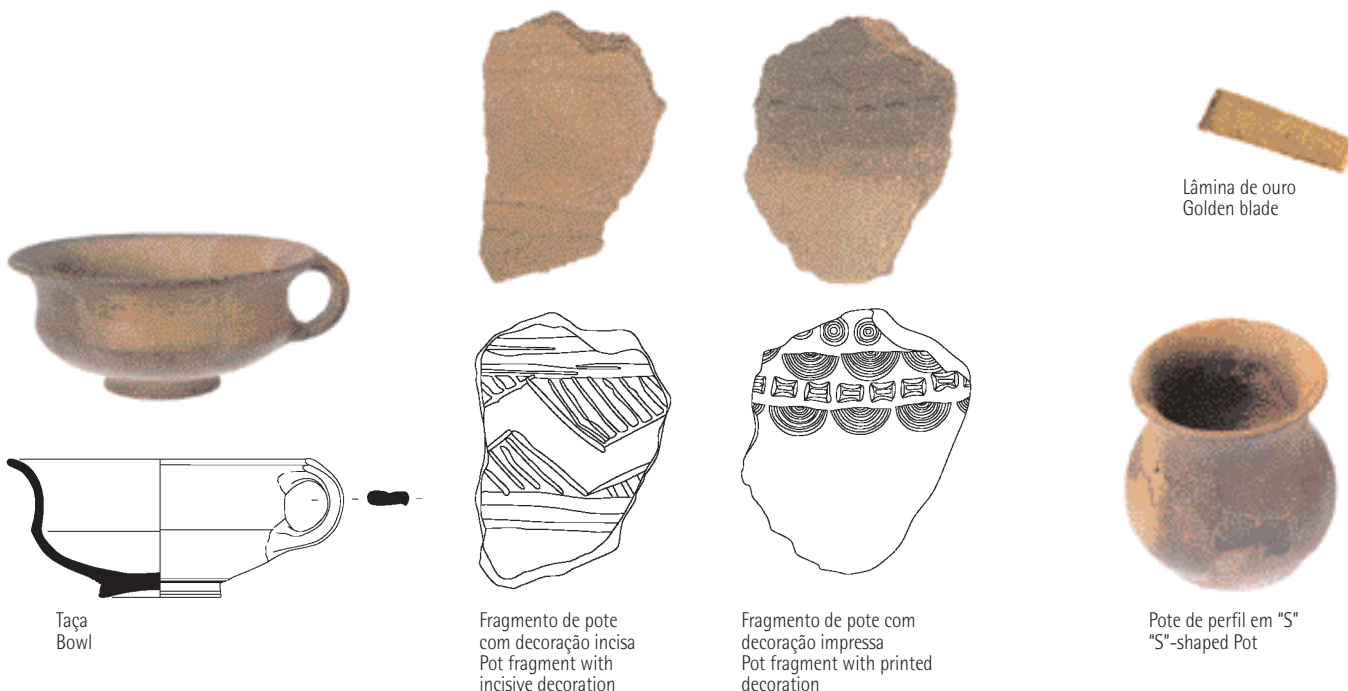 Lâmina de ouro
Golden blade
Taça
Bowl
Fragmento de pote
com decoração incisa
Pot fragment with
incisive decoration
Fragmento de pote com
decoração impressa
Pot fragment with printed
decoration
Pote de perfil em “S”
“S”-shaped Pot